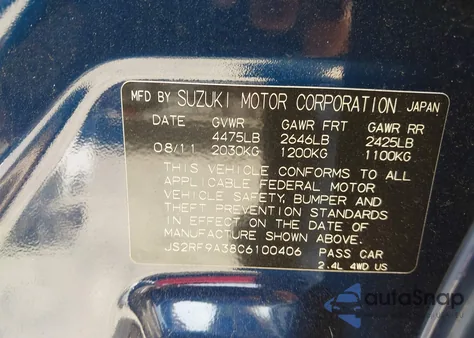 MFD BY SUZUKI MOTOR CORPORATION JAPAN
DATE GVWR GAWR FRT GAWR RR
4475LB 2646LB 2425LB
08/11 2030KG 1200KG 1100KG
THIS VEHICLE CONFORMS TO ALL
APPLICABLE FEDERAL MOTOR
VEHICLE SAFETY, BUMPER AND
THEFT PREVENTION STANDARDS
IN EFFECT ON THE DATE OF
MANUFACTURE SHOWN ABOVE.
JS2RF9A38C6100406 PASS CAR
2.4L 4WD US
autoSnap